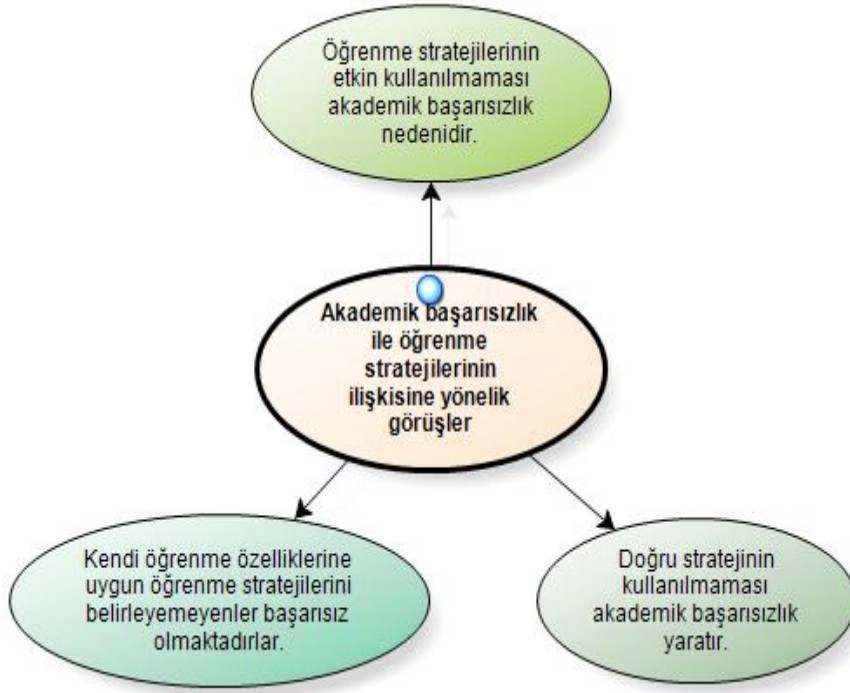 Öğrenme stratejilerinin
etkin kullanılmaması
akademik başarısızlık
nedenidir.
Akademik başarısızlık
ile öğrenme
stratejilerinin
ilişkisine yönelik
görüşler
Kendi öğrenme özelliklerine
uygun öğrenme stratejilerini
belirleyemeyenler başarısız
olmaktadırlar.
Doğru stratejinin
kullanılmaması
akademik başarısızlık
yaratır.